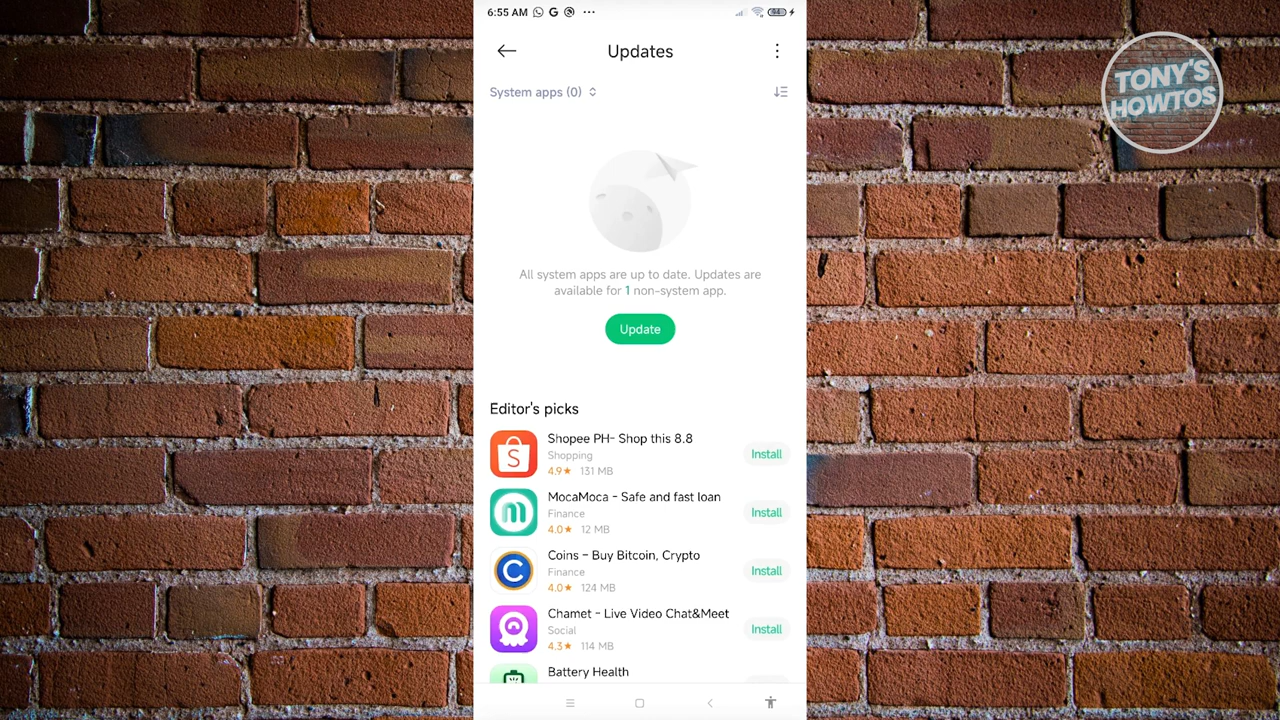 6:55 AM
Updates
System apps (0)
All system apps are up to date. Updates are
available for 1 non-system app.
Update
Editor's picks
Shopee PH- Shop this 8.8
Shopping
4.9★ 131 MB
Install
MocaMoca - Safe and fast loan
Finance
4.0★ 12 MB
Install
Coins – Buy Bitcoin, Crypto
Finance
4.0★ 124 MB
Install
Chamet - Live Video Chat&Meet
Social
4.3★ 114 MB
Install
Battery Health
TONY'S
HOWTOS